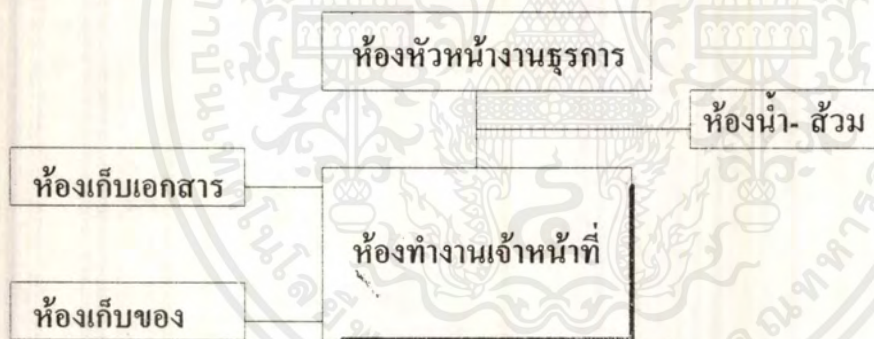 ห้องหัวหน้างานธุรการ
ห้องน้ำ- ส้วม
ห้องเก็บเอกสาร
ห้องทำงานเจ้าหน้าที่
ห้องเก็บของ